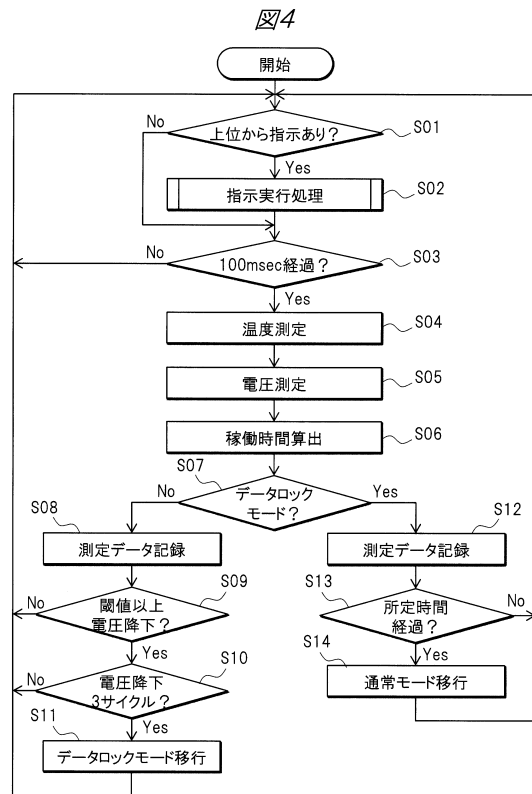 図4
開始
上位から指示あり?
No
S01
Yes
指示実行処理
S02
100msec経過?
No
S03
Yes
温度測定
S04
電圧測定
S05
稼働時間算出
S06
S07
データロック
モード?
No
Yes
S08
測定データ記録
S12
測定データ記録
S09
閾値以上
電圧降下?
No
Yes
S13
所定時間
経過?
No
Yes
S10
電圧降下
3サイクル?
No
Yes
S14
通常モード移行
S11
データロックモード移行